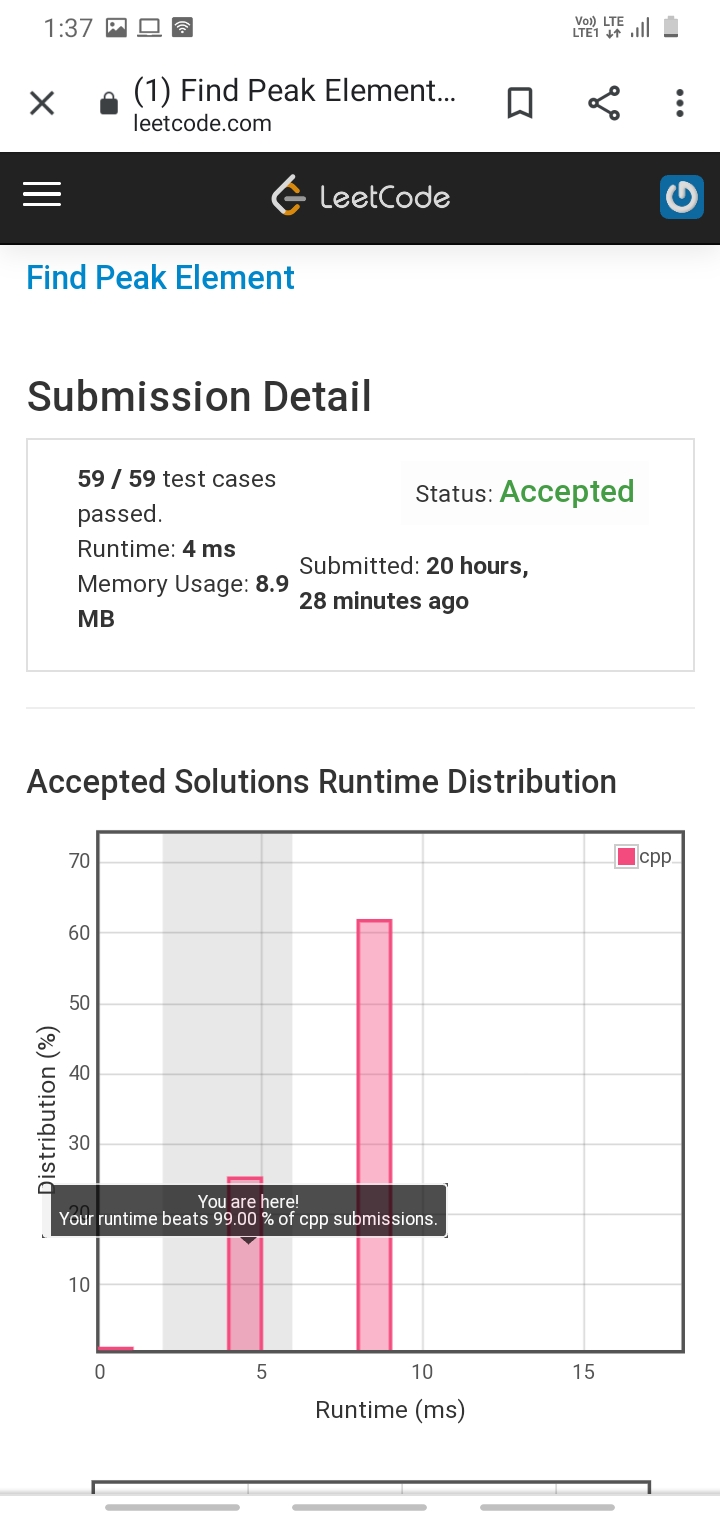 1:37
Vo)) LTE
LTE1
(1) Find Peak Element...
leetcode.com
LeetCode
Find Peak Element
Submission Detail
59 / 59 test cases
passed.
Status: Accepted
Runtime: 4 ms
Memory Usage: 8.9
MB
Submitted: 20 hours,
28 minutes ago
Accepted Solutions Runtime Distribution
cpp
70
60
50
40
30
20
10
Distribution (%)
You are here!
Your runtime beats 99.00 % of cpp submissions.
0 5 10 15
Runtime (ms)